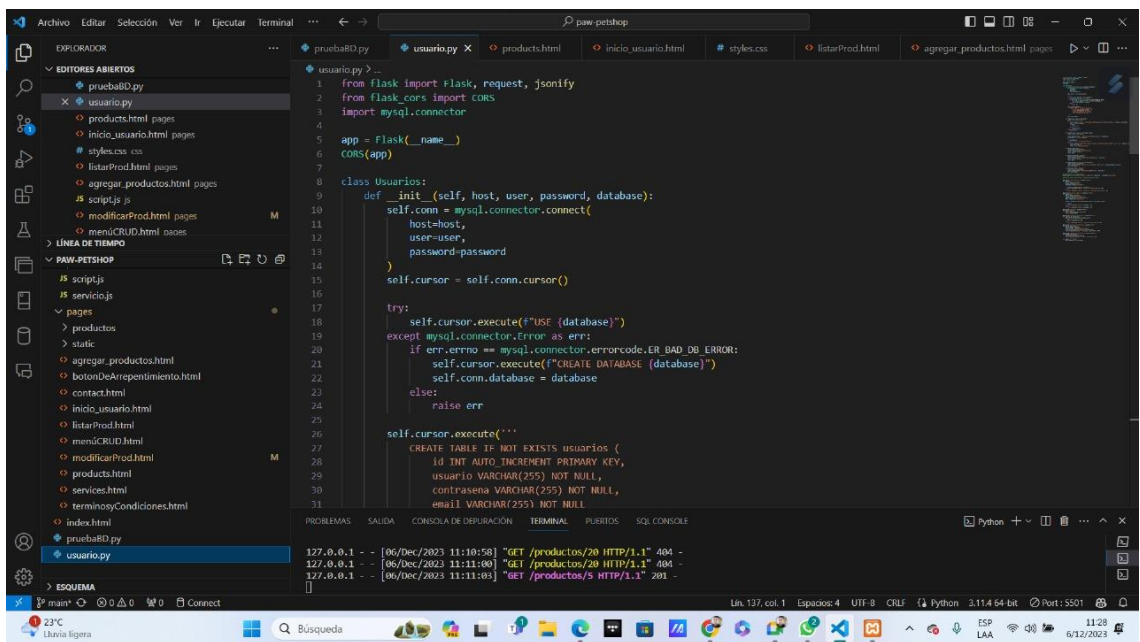 Archivo Editar Selección Ver Ir Ejecutar Terminal ... paw-petshop
EXPLORADOR ...
EDITORES ABIERTOS
pruebaBD.py
usuario.py
products.html pages
inicio_usuario.html pages
styles.css css
listarProd.html pages
agregar_productos.html pages
JS script.js js
modificarProd.html pages M
menúCRUD.html pages
LÍNEA DE TIEMPO
PAW-PETSHOP
JS script.js
JS servicio.js
pages
productos
static
agregar_productos.html
botonDeArrepentimiento.html
contact.html
inicio_usuario.html
listarProd.html
menúCRUD.html
modificarProd.html M
products.html
services.html
terminosyCondiciones.html
index.html
pruebaBD.py
usuario.py
ESQUEMA
pruebaBD.py usuario.py products.html inicio_usuario.html # styles.css listarProd.html agregar_productos.html pages
usuario.py > ...
1 from flask import Flask, request, jsonify
2 from flask_cors import CORS
3 import mysql.connector
4
5 app = Flask(__name__)
6 CORS(app)
7
8 class Usuarios:
9 def __init__(self, host, user, password, database):
10 self.conn = mysql.connector.connect(
11 host=host,
12 user=user,
13 password=password
14 )
15 self.cursor = self.conn.cursor()
16
17 try:
18 self.cursor.execute(f"USE {database}")
19 except mysql.connector.Error as err:
20 if err.errno == mysql.connector.errorcode.ER_BAD_DB_ERROR:
21 self.cursor.execute(f"CREATE DATABASE {database}")
22 self.conn.database = database
23 else:
24 raise err
25
26 self.cursor.execute('''
27 CREATE TABLE IF NOT EXISTS usuarios (
28 id INT AUTO_INCREMENT PRIMARY KEY,
29 usuario VARCHAR(255) NOT NULL,
30 contrasena VARCHAR(255) NOT NULL,
31 email VARCHAR(255) NOT NULL
PROBLEMAS SALIDA CONSOLA DE DEPURACIÓN TERMINAL PUERTOS SQL CONSOLE Python
127.0.0.1 - - [06/Dec/2023 11:10:58] "GET /productos/20 HTTP/1.1" 404 -
127.0.0.1 - - [06/Dec/2023 11:11:00] "GET /productos/20 HTTP/1.1" 404 -
127.0.0.1 - - [06/Dec/2023 11:11:03] "GET /productos/5 HTTP/1.1" 201 -
main* 0 0 0 Connect Lín. 137, col. 1 Espacios: 4 UTF-8 CRLF Python 3.11.4 64-bit Port : 5501
23°C
Lluvia ligera
Búsqueda
ESP
LAA
11:28
6/12/2023